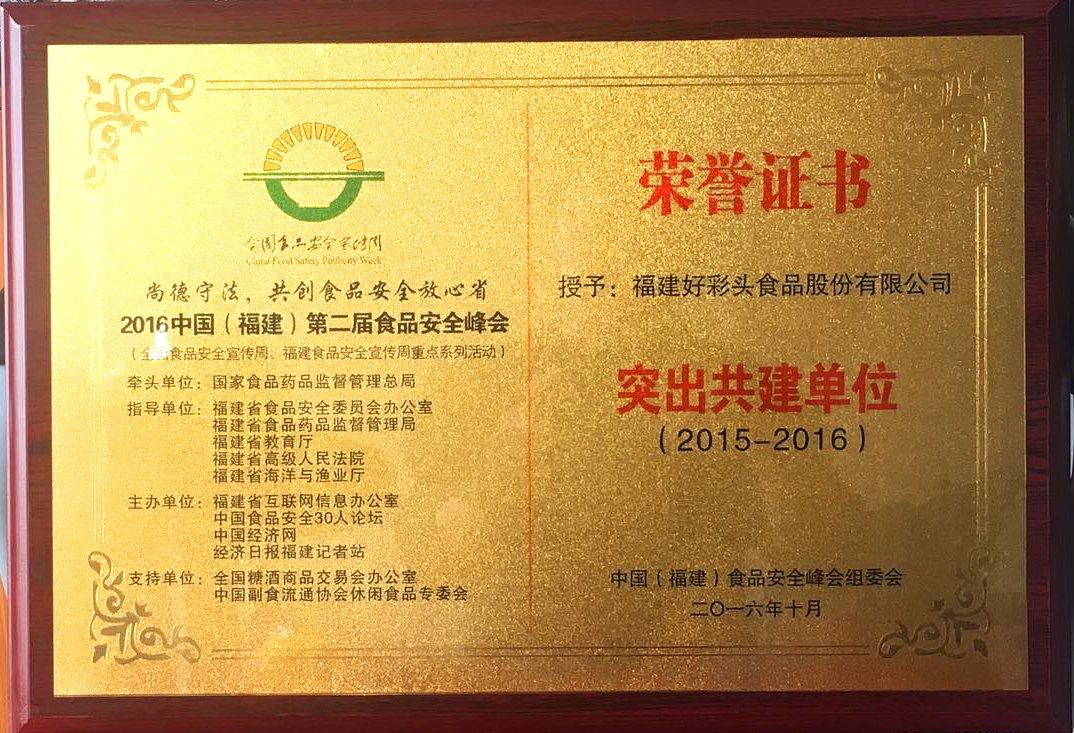 全国食品安全宣传周
China Food Safety Publicity Week
尚德守法、共创食品安全放心省
2016中国（福建）第二届食品安全峰会
（全国食品安全宣传周、福建食品安全宣传周重点系列活动）
牵头单位：国家食品药品监督管理总局
指导单位：福建省食品安全委员会办公室
福建省食品药品监督管理局
福建省教育厅
福建省高级人民法院
福建省海洋与渔业厅
主办单位：福建省互联网信息办公室
中国食品安全30人论坛
中国经济网
经济日报福建记者站
支持单位：全国糖酒商品交易会办公室
中国副食流通协会休闲食品专委会
荣誉证书
授予：福建好彩头食品股份有限公司
突出共建单位
（2015-2016）
中国（福建）食品安全峰会组委会
二〇一六年十月